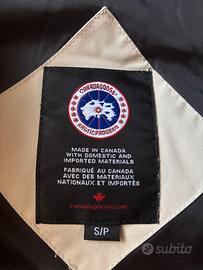 CANADA GOOSE
ARCTIC PROGRAM
MADE IN CANADA
WITH DOMESTIC AND
IMPORTED MATERIALS
FABRIQUÉ AU CANADA
AVEC DES MATÉRIAUX
NATIONAUX ET IMPORTÉS
canadagoose.com
S/P
subito